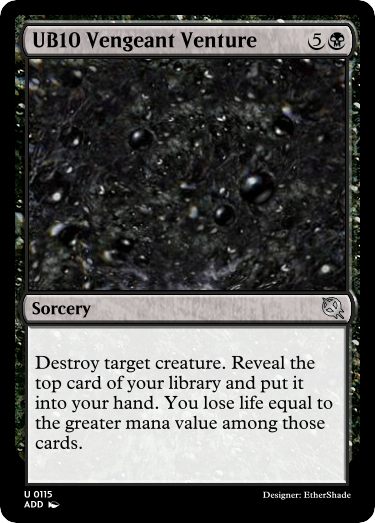 UB10 Vengeant Venture 5
Sorcery
Destroy target creature. Reveal the
top card of your library and put it
into your hand. You lose life equal to
the greater mana value among those
cards.
U 0115
ADD
Designer: EtherShade